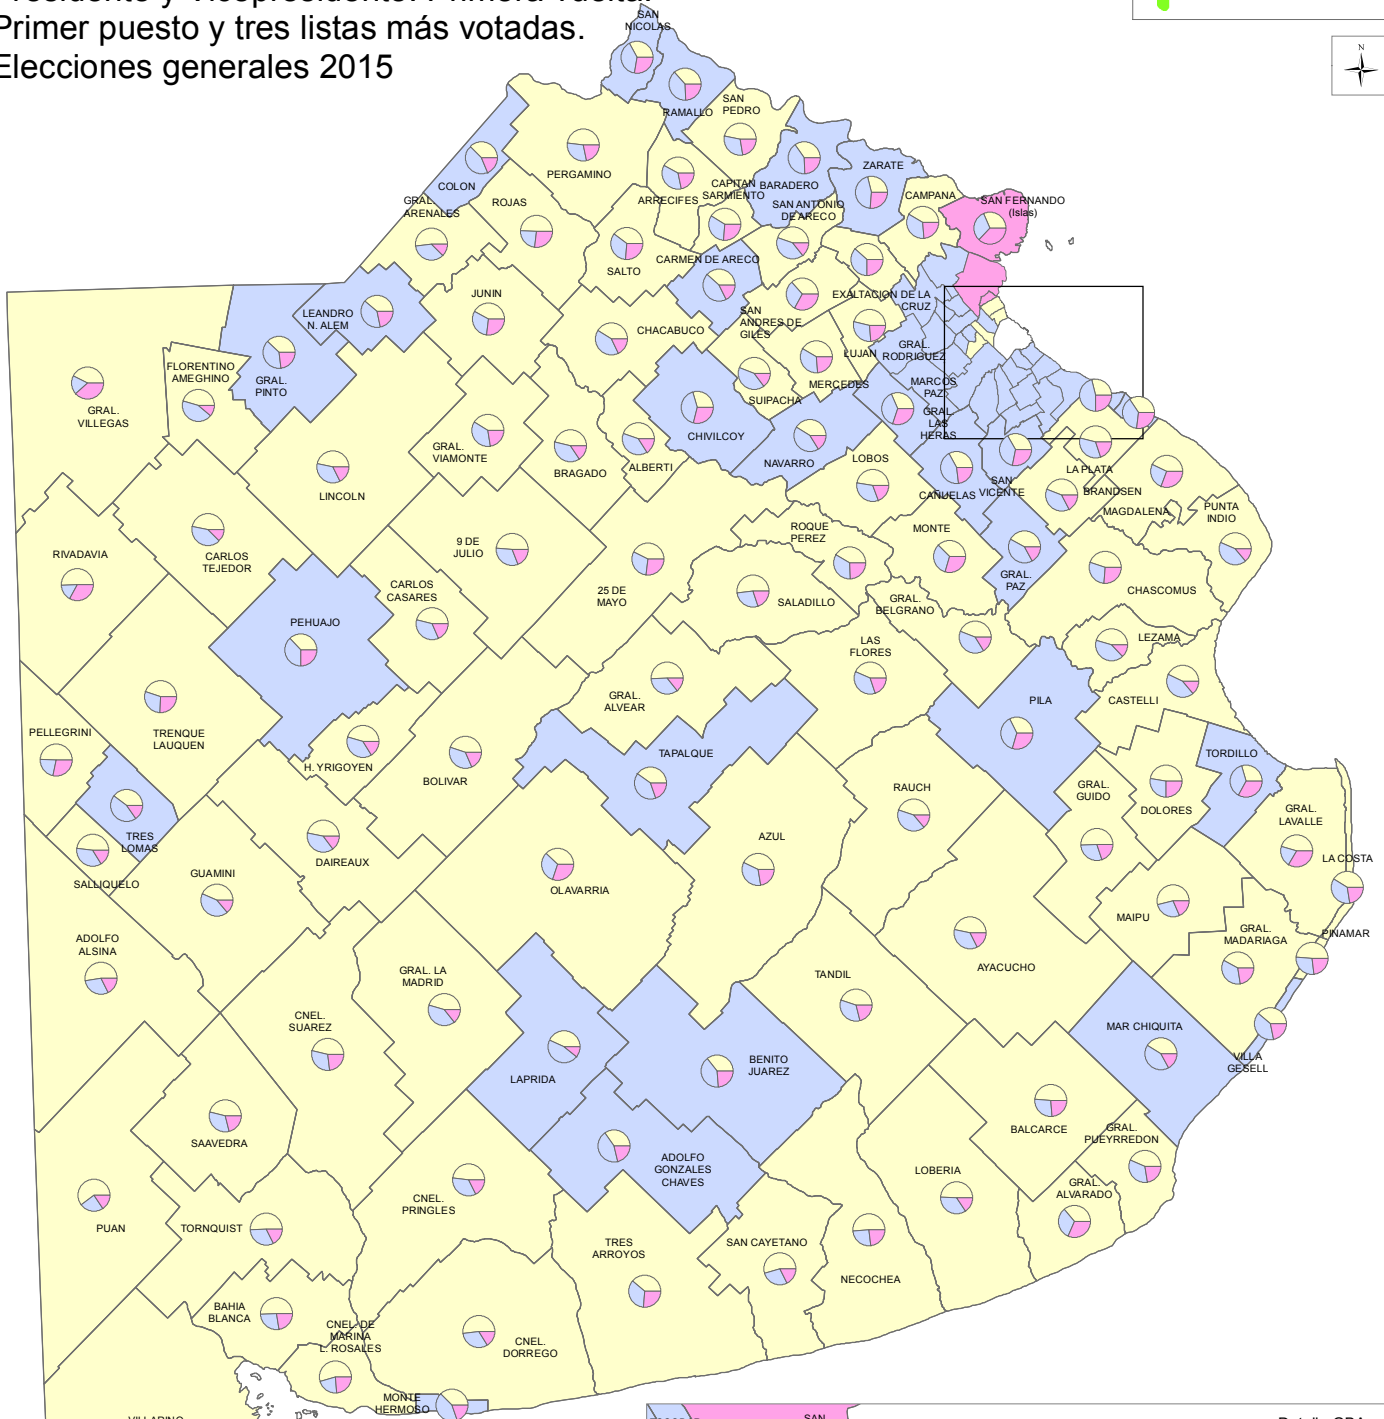 Presidente y Vicepresidente. Primera vuelta.
Primer puesto y tres listas más votadas.
Elecciones generales 2015
N
SAN
NICOLAS
RAMALLO
SAN
PEDRO
COLON
PERGAMINO
ARRECIFES
CAPITAN
SARMIENTO
BARADERO
ZARATE
SAN ANTONIO
DE ARECO
CAMPANA
SAN FERNANDO
(Islas)
GRAL.
ARENALES
ROJAS
SALTO
CARMEN DE ARECO
EXALTACION DE LA
CRUZ
LEANDRO
N. ALEM
JUNIN
CHACABUCO
SAN
ANDRES DE
GILES
LUJAN
GRAL.
RODRIGUEZ
FLORENTINO
AMEGHINO
GRAL.
PINTO
GRAL.
VILLEGAS
MERCEDES
MARCOS
PAZ
SUIPACHA
GRAL.
LAS
HERAS
CHIVILCOY
NAVARRO
GRAL.
VIAMONTE
BRAGADO
ALBERTI
LINCOLN
LOBOS
CAÑUELAS
SAN
VICENTE
LA PLATA
BRANDSEN
MAGDALENA
PUNTA
INDIO
RIVADAVIA
CARLOS
TEJEDOR
9 DE
JULIO
ROQUE
PEREZ
MONTE
GRAL.
PAZ
CHASCOMUS
CARLOS
CASARES
25 DE
MAYO
SALADILLO
GRAL.
BELGRANO
PEHUAJO
LAS
FLORES
LEZAMA
GRAL.
ALVEAR
PILA
CASTELLI
PELLEGRINI
TRENQUE
LAUQUEN
H. YRIGOYEN
BOLIVAR
TAPALQUE
TORDILLO
RAUCH
GRAL.
GUIDO
DOLORES
GRAL.
LAVALLE
TRES
LOMAS
DAIREAUX
AZUL
LA COSTA
SALLIQUELO
GUAMINI
OLAVARRIA
MAIPU
GRAL.
MADARIAGA
PINAMAR
ADOLFO
ALSINA
GRAL. LA
MADRID
TANDIL
AYACUCHO
CNEL.
SUAREZ
MAR CHIQUITA
VILLA
GESELL
LAPRIDA
BENITO
JUAREZ
SAAVEDRA
BALCARCE
GRAL.
PUEYRREDON
ADOLFO
GONZALES
CHAVES
LOBERIA
GRAL.
ALVARADO
PUAN
TORNQUIST
CNEL.
PRINGLES
TRES
ARROYOS
SAN CAYETANO
NECOCHEA
BAHIA
BLANCA
CNEL. DE
MARINA
L. ROSALES
CNEL.
DORREGO
MONTE
HERMOSO
VILLARINO
SAN